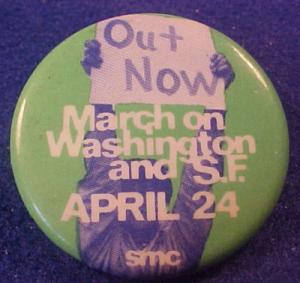 Out
Now
March on
Washington
and S.F.
APRIL 24
smc